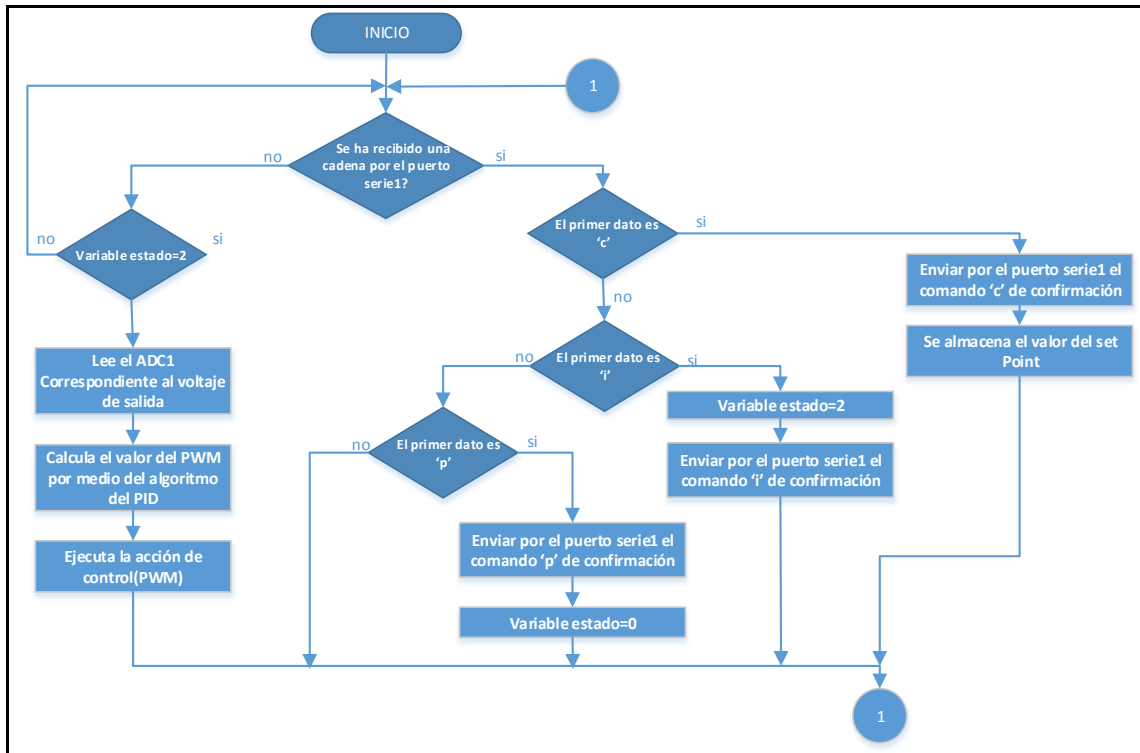 INICIO
1
Se ha recibido una
cadena por el puerto
serie1?
no
si
El primer dato es
‘c’
si
no
Variable estado=2
si
no
Enviar por el puerto serie1 el
comando ‘c’ de confirmación
Se almacena el valor del set
Point
El primer dato es
‘i’
no
si
Lee el ADC1
Correspondiente al voltaje
de salida
Variable estado=2
no
El primer dato es
‘p’
si
Calcula el valor del PWM
por medio del algoritmo
del PID
Enviar por el puerto serie1 el
comando ‘i’ de confirmación
Ejecuta la acción de
control(PWM)
Enviar por el puerto serie1 el
comando ‘p’ de confirmación
Variable estado=0
1